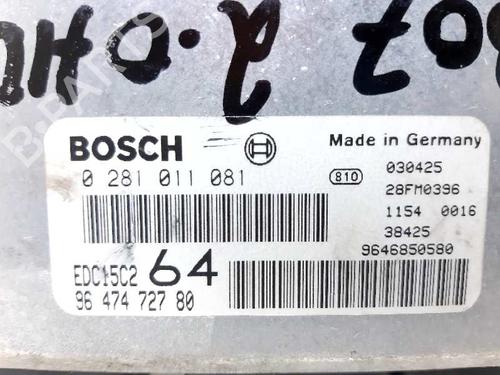 807 2.0HD
BOSCH
Made in Germany
0 281 011 081
810
030425
28FM0396
1154 0016
38425
9646850580
EDC15C2 64
96 474 727 80
B-PARTS